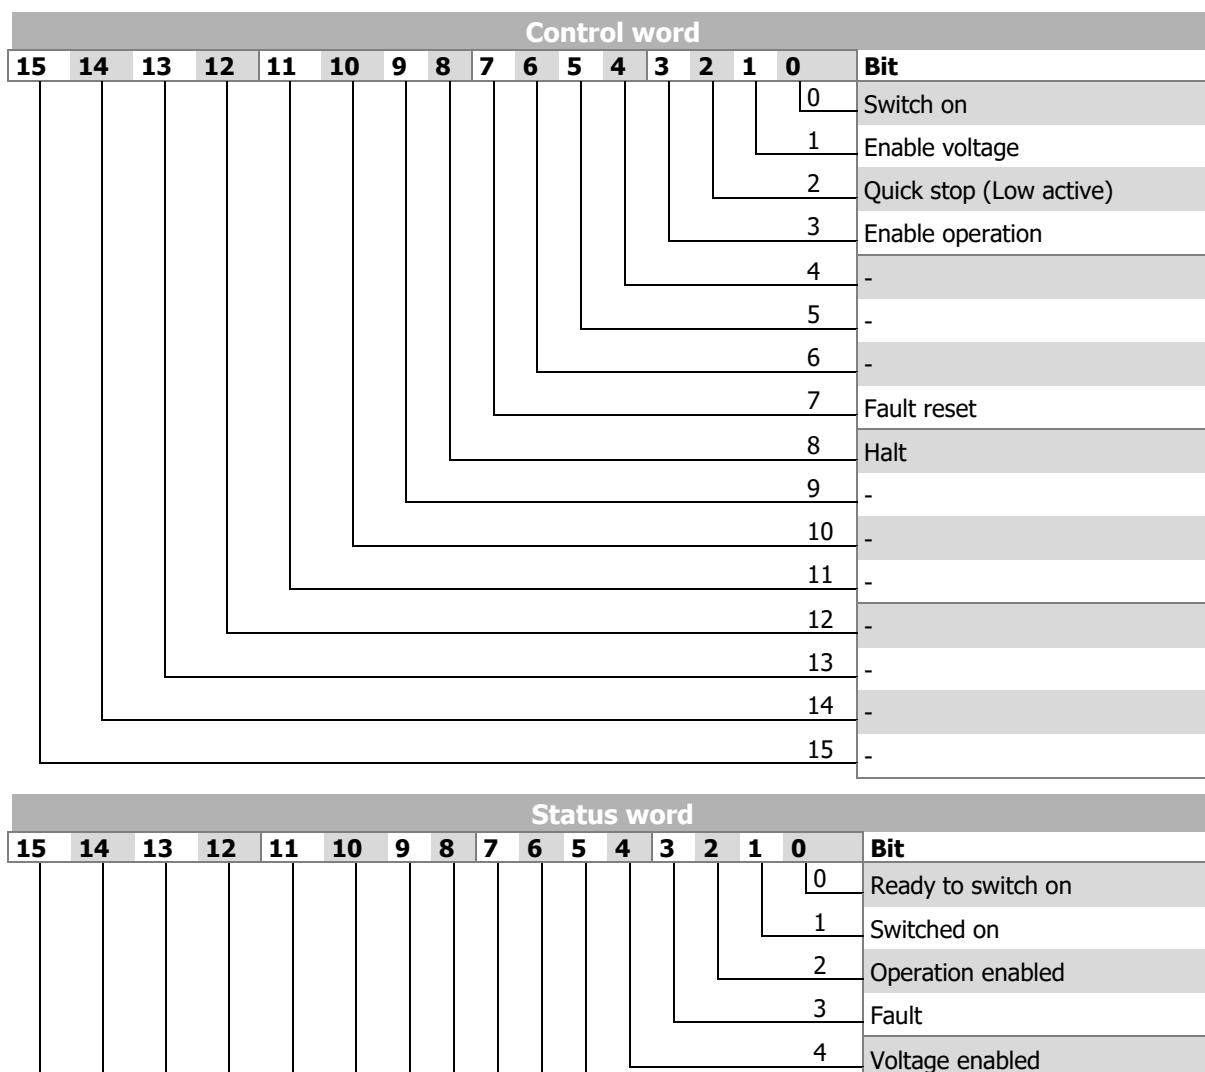 Control word
15 14 13 12 11 10 9 8 7 6 5 4 3 2 1 0 Bit
0 Switch on
1 Enable voltage
2 Quick stop (Low active)
3 Enable operation
4 -
5 -
6 -
7 Fault reset
8 Halt
9 -
10 -
11 -
12 -
13 -
14 -
15 -
Status word
15 14 13 12 11 10 9 8 7 6 5 4 3 2 1 0 Bit
0 Ready to switch on
1 Switched on
2 Operation enabled
3 Fault
4 Voltage enabled